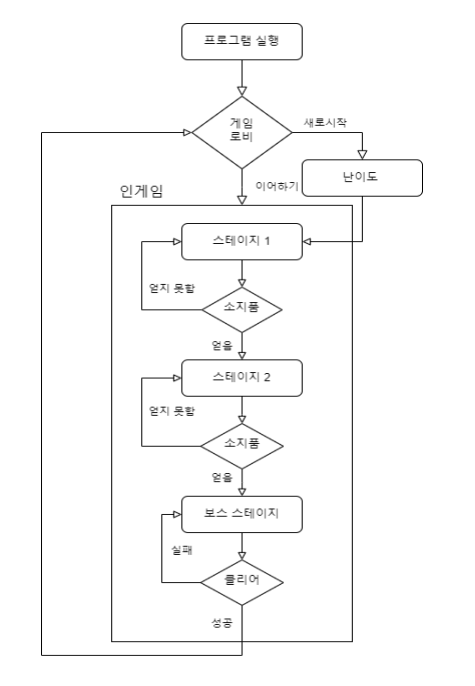 프로그램 실행
게임
로비
새로시작
난이도
이어하기
인게임
스테이지 1
얻지 못함
소지품
얻음
스테이지 2
얻지 못함
소지품
얻음
보스 스테이지
실패
클리어
성공